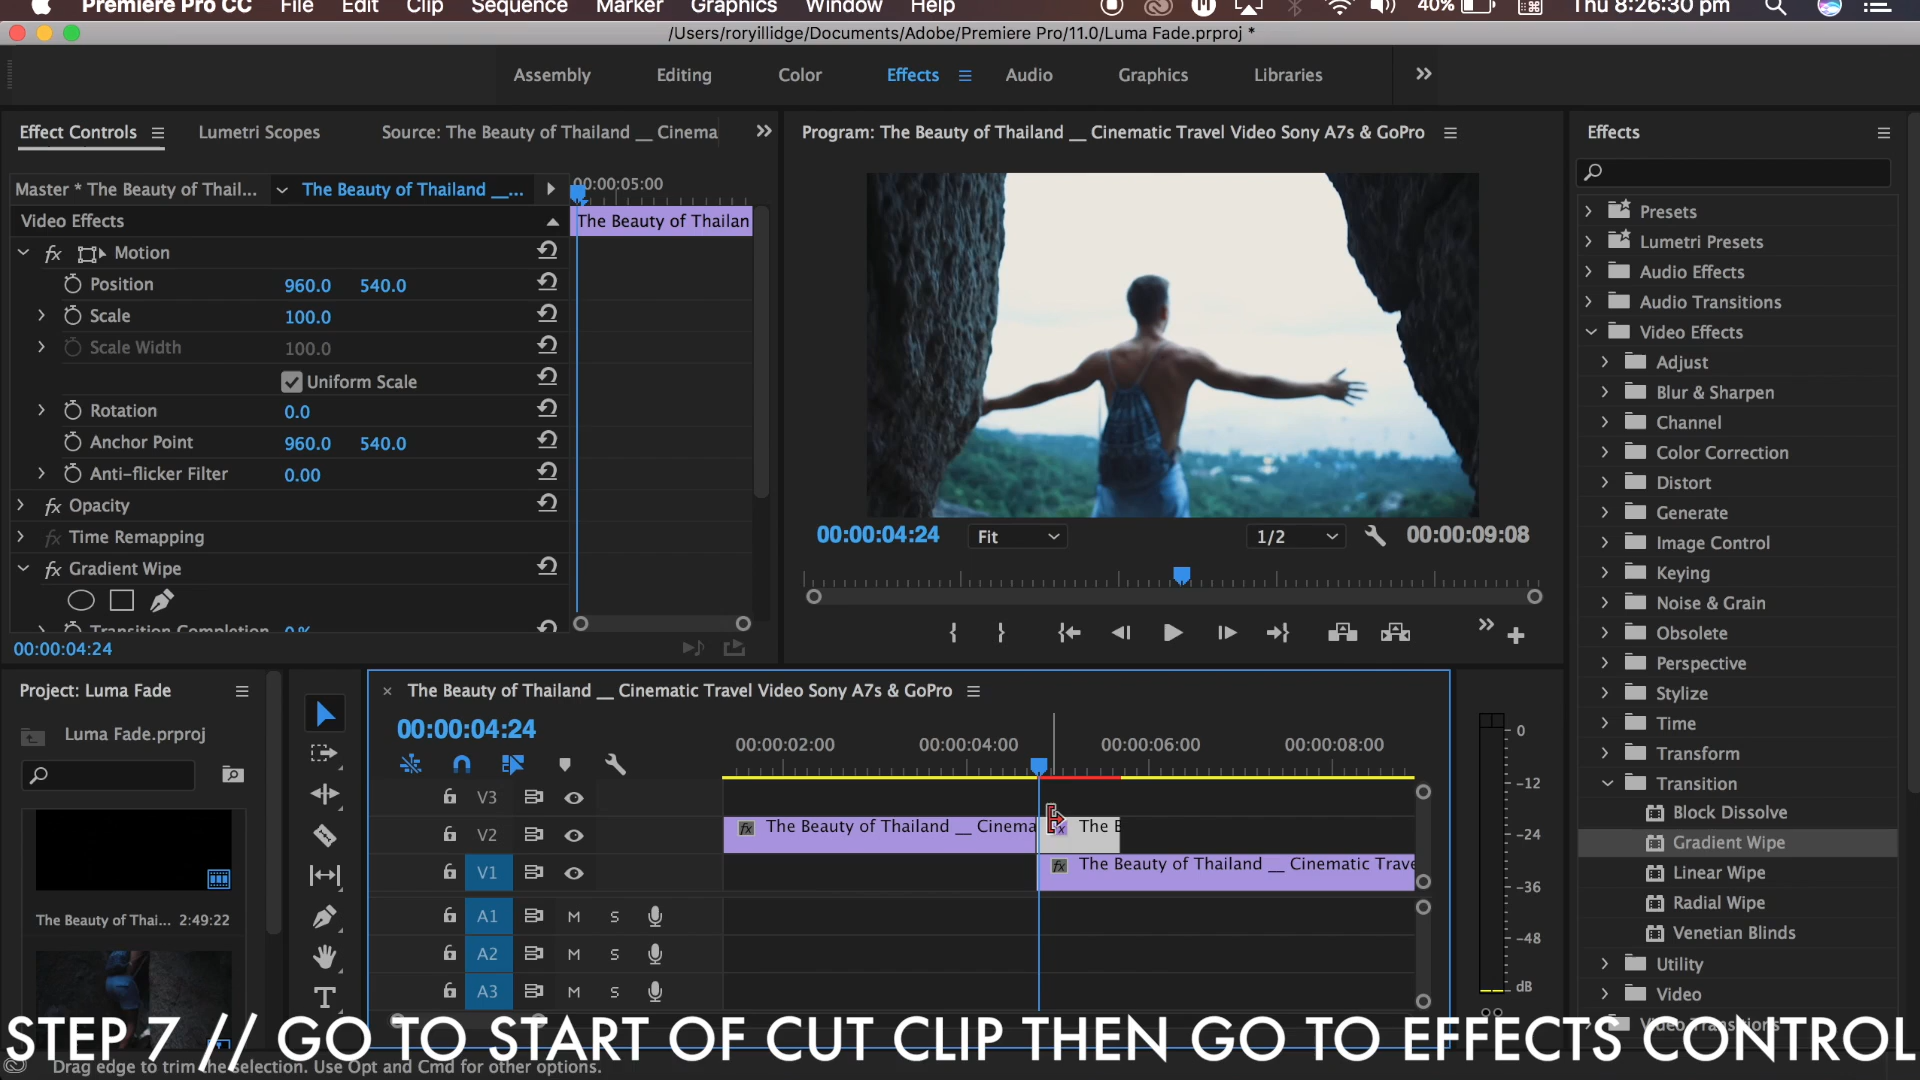 Premiere Pro CC File Edit Clip Sequence Marker Graphics Window Help 40% Thu 8:26:30 pm
/Users/roryillidge/Documents/Adobe/Premiere Pro/11.0/Luma Fade.prproj *
Assembly Editing Color Effects Audio Graphics Libraries
Effect Controls Lumetri Scopes Source: The Beauty of Thailand __ Cinema
Master * The Beauty of Thail... The Beauty of Thailand __...
00:00:05:00
Video Effects
The Beauty of Thailan
fx Motion
Position 960.0 540.0
Scale 100.0
Scale Width 100.0
Uniform Scale
Rotation 0.0
Anchor Point 960.0 540.0
Anti-flicker Filter 0.00
fx Opacity
fx Time Remapping
fx Gradient Wipe
Transition Completion 0 %
00:00:04:24
Program: The Beauty of Thailand __ Cinematic Travel Video Sony A7s & GoPro
00:00:04:24 Fit 1/2 00:00:09:08
Effects
Presets
Lumetri Presets
Audio Effects
Audio Transitions
Video Effects
Adjust
Blur & Sharpen
Channel
Color Correction
Distort
Generate
Image Control
Keying
Noise & Grain
Obsolete
Perspective
Stylize
Time
Transform
Transition
Block Dissolve
Gradient Wipe
Linear Wipe
Radial Wipe
Venetian Blinds
Utility
Video
Video Transitions
Project: Luma Fade
Luma Fade.prproj
The Beauty of Thai... 2:49:22
The Beauty of Thailand __ Cinematic Travel Video Sony A7s & GoPro
00:00:04:24
00:00:02:00 00:00:04:00 00:00:06:00 00:00:08:00
V3
V2 fx The Beauty of Thailand __ Cinema The B
V1 fx The Beauty of Thailand __ Cinematic Trave
A1 M S
A2 M S
A3 M S
0
-12
-24
-36
-48
dB
STEP 7 // GO TO START OF CUT CLIP THEN GO TO EFFECTS CONTROL
Drag edge to trim the selection. Use Opt and Cmd for other options.